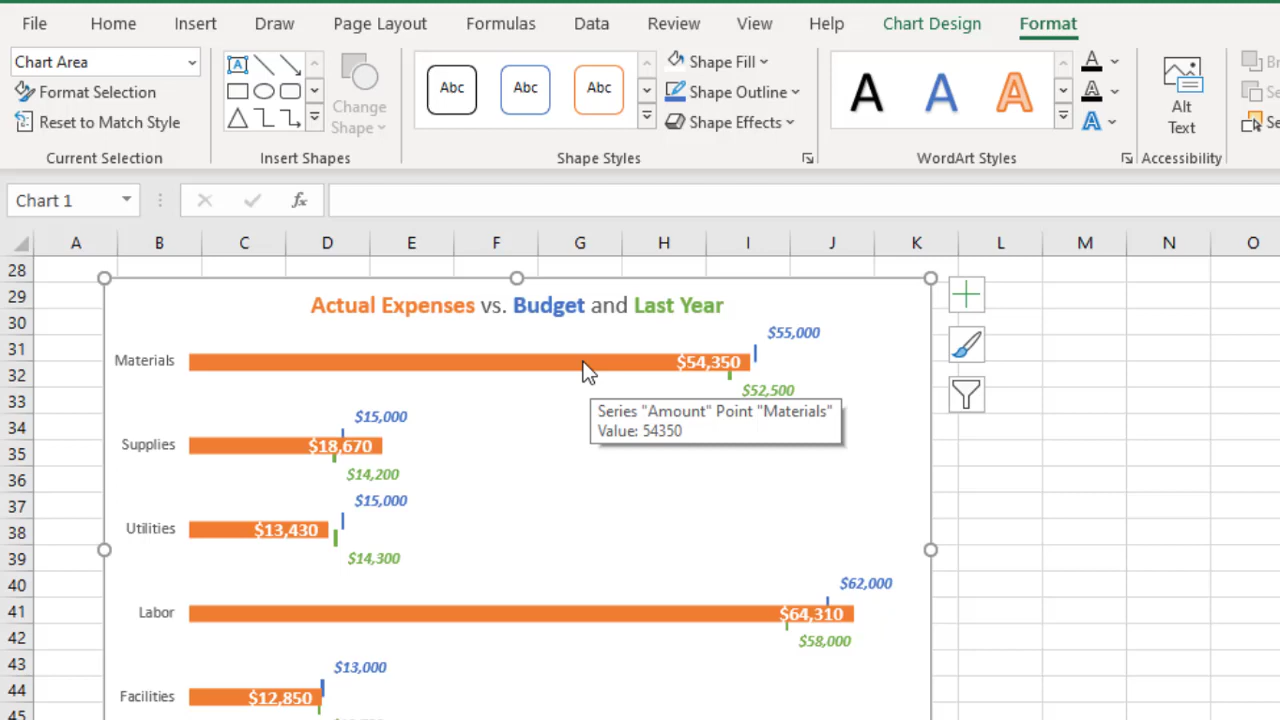 File Home Insert Draw Page Layout Formulas Data Review View Help Chart Design Format
Chart Area
Format Selection
Reset to Match Style
Current Selection
A
Change
Shape
Insert Shapes
Abc Abc Abc
Shape Fill
Shape Outline
Shape Effects
Shape Styles
A A A
A
A
A
WordArt Styles
Alt
Text
Accessibility
Chart 1
fx
A B C D E F G H I J K L M N O
28
29
30
31
32
33
34
35
36
37
38
39
40
41
42
43
44
45
Actual Expenses vs. Budget and Last Year
$55,000
Materials $54,350
$52,500
Series "Amount" Point "Materials"
Value: 54350
$15,000
Supplies $18,670
$14,200
$15,000
Utilities $13,430
$14,300
$62,000
Labor $64,310
$58,000
$13,000
Facilities $12,850